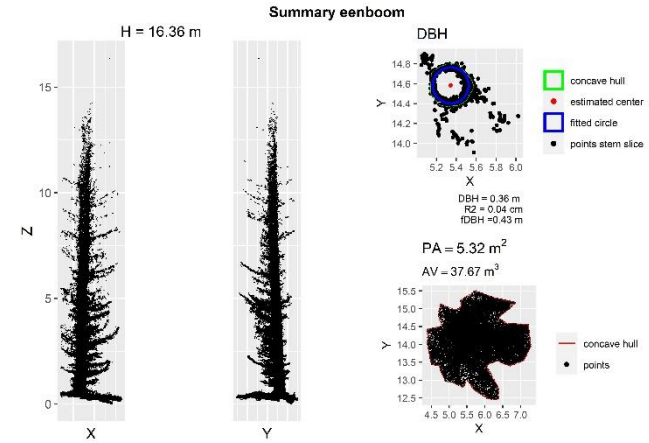 Summary eenboom
H = 16.36 m
15
10
5
0
Z
X
Y
DBH
14.8
14.6
14.4
14.2
14.0
Y
5.2 5.4 5.6 5.8 6.0
X
concave hull
estimated center
fitted circle
points stem slice
DBH = 0.36 m
R2 = 0.04 cm
fDBH =0.43 m
PA = 5.32 m²
AV = 37.67 m³
15.5
15.0
14.5
14.0
13.5
13.0
12.5
Y
4.5 5.0 5.5 6.0 6.5 7.0
X
concave hull
points